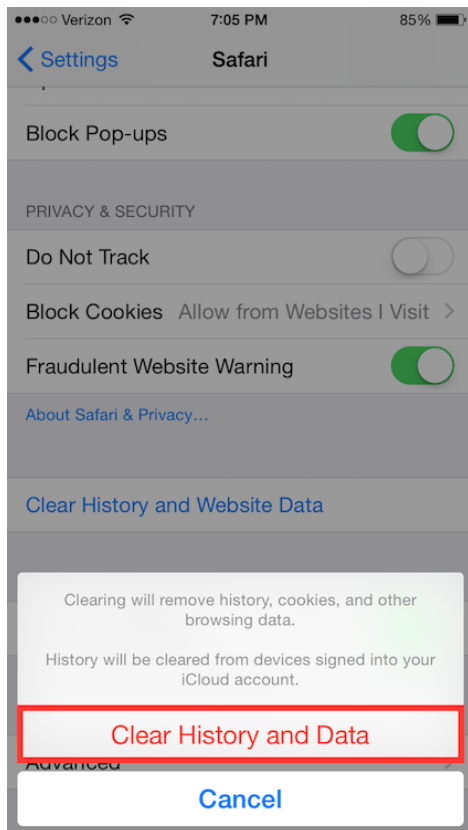 Verizon 7:05 PM 85%
Settings Safari
Block Pop-ups
PRIVACY & SECURITY
Do Not Track
Block Cookies Allow from Websites I Visit
Fraudulent Website Warning
About Safari & Privacy...
Clear History and Website Data
Clearing will remove history, cookies, and other
browsing data.
History will be cleared from devices signed into your
iCloud account.
Clear History and Data
Advanced
Cancel